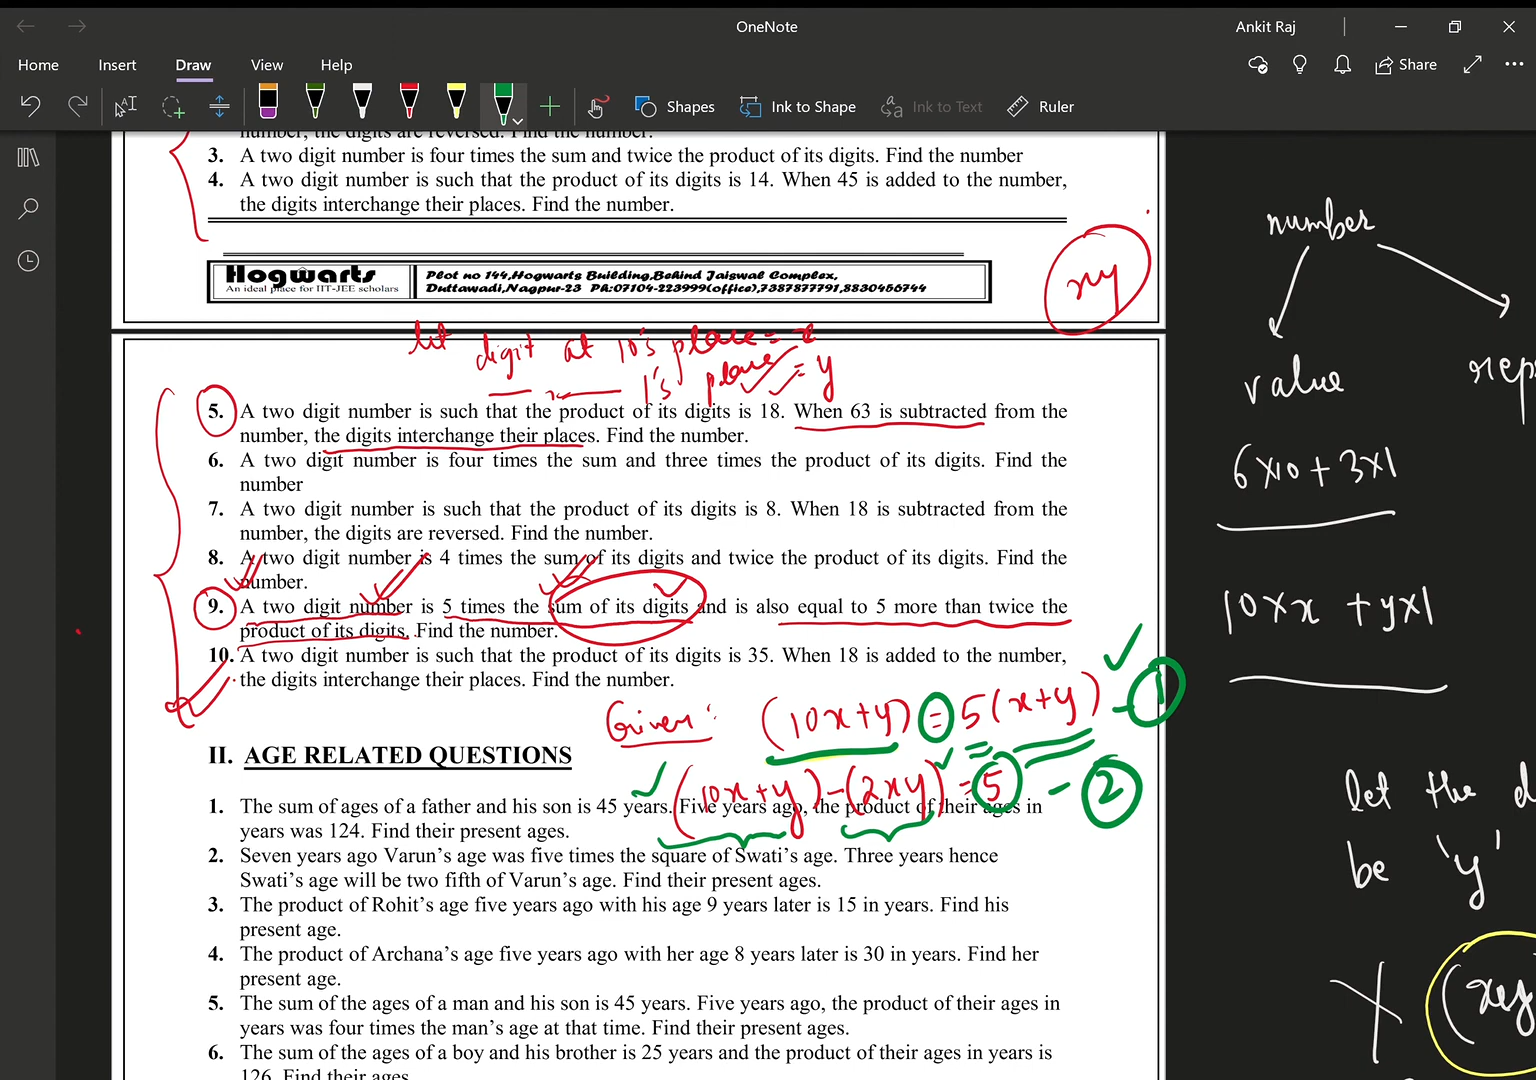 OneNote
Ankit Raj
Home Insert Draw View Help
Share
Shapes Ink to Shape Ink to Text Ruler
number, the digits are reversed. Find the number.
3. A two digit number is four times the sum and twice the product of its digits. Find the number
4. A two digit number is such that the product of its digits is 14. When 45 is added to the number,
the digits interchange their places. Find the number.
Hogwarts
An ideal place for IIT-JEE scholars
Plot no 144,Hogwarts Building,Behind Jaiswal Complex,
Duttawadi,Nagpur-23 Ph:07104-223999(office),7387877791,8830456744
xy
let digit at 10's place = x
1's place = y
5. A two digit number is such that the product of its digits is 18. When 63 is subtracted from the
number, the digits interchange their places. Find the number.
6. A two digit number is four times the sum and three times the product of its digits. Find the
number
7. A two digit number is such that the product of its digits is 8. When 18 is subtracted from the
number, the digits are reversed. Find the number.
8. A two digit number is 4 times the sum of its digits and twice the product of its digits. Find the
number.
9. A two digit number is 5 times the sum of its digits and is also equal to 5 more than twice the
product of its digits. Find the number.
10. A two digit number is such that the product of its digits is 35. When 18 is added to the number,
the digits interchange their places. Find the number.
Given: (10x+y) = 5(x+y) - 1
(10x+y) - (2xy) = 5 - 2
II. AGE RELATED QUESTIONS
1. The sum of ages of a father and his son is 45 years. Five years ago, the product of their ages in
years was 124. Find their present ages.
2. Seven years ago Varun's age was five times the square of Swati's age. Three years hence
Swati's age will be two fifth of Varun's age. Find their present ages.
3. The product of Rohit's age five years ago with his age 9 years later is 15 in years. Find his
present age.
4. The product of Archana's age five years ago with her age 8 years later is 30 in years. Find her
present age.
5. The sum of the ages of a man and his son is 45 years. Five years ago, the product of their ages in
years was four times the man's age at that time. Find their present ages.
6. The sum of the ages of a boy and his brother is 25 years and the product of their ages in years is
126. Find their ages.
number
value
6x10 + 3x1
10xx + yx1
let the d
be 'y'